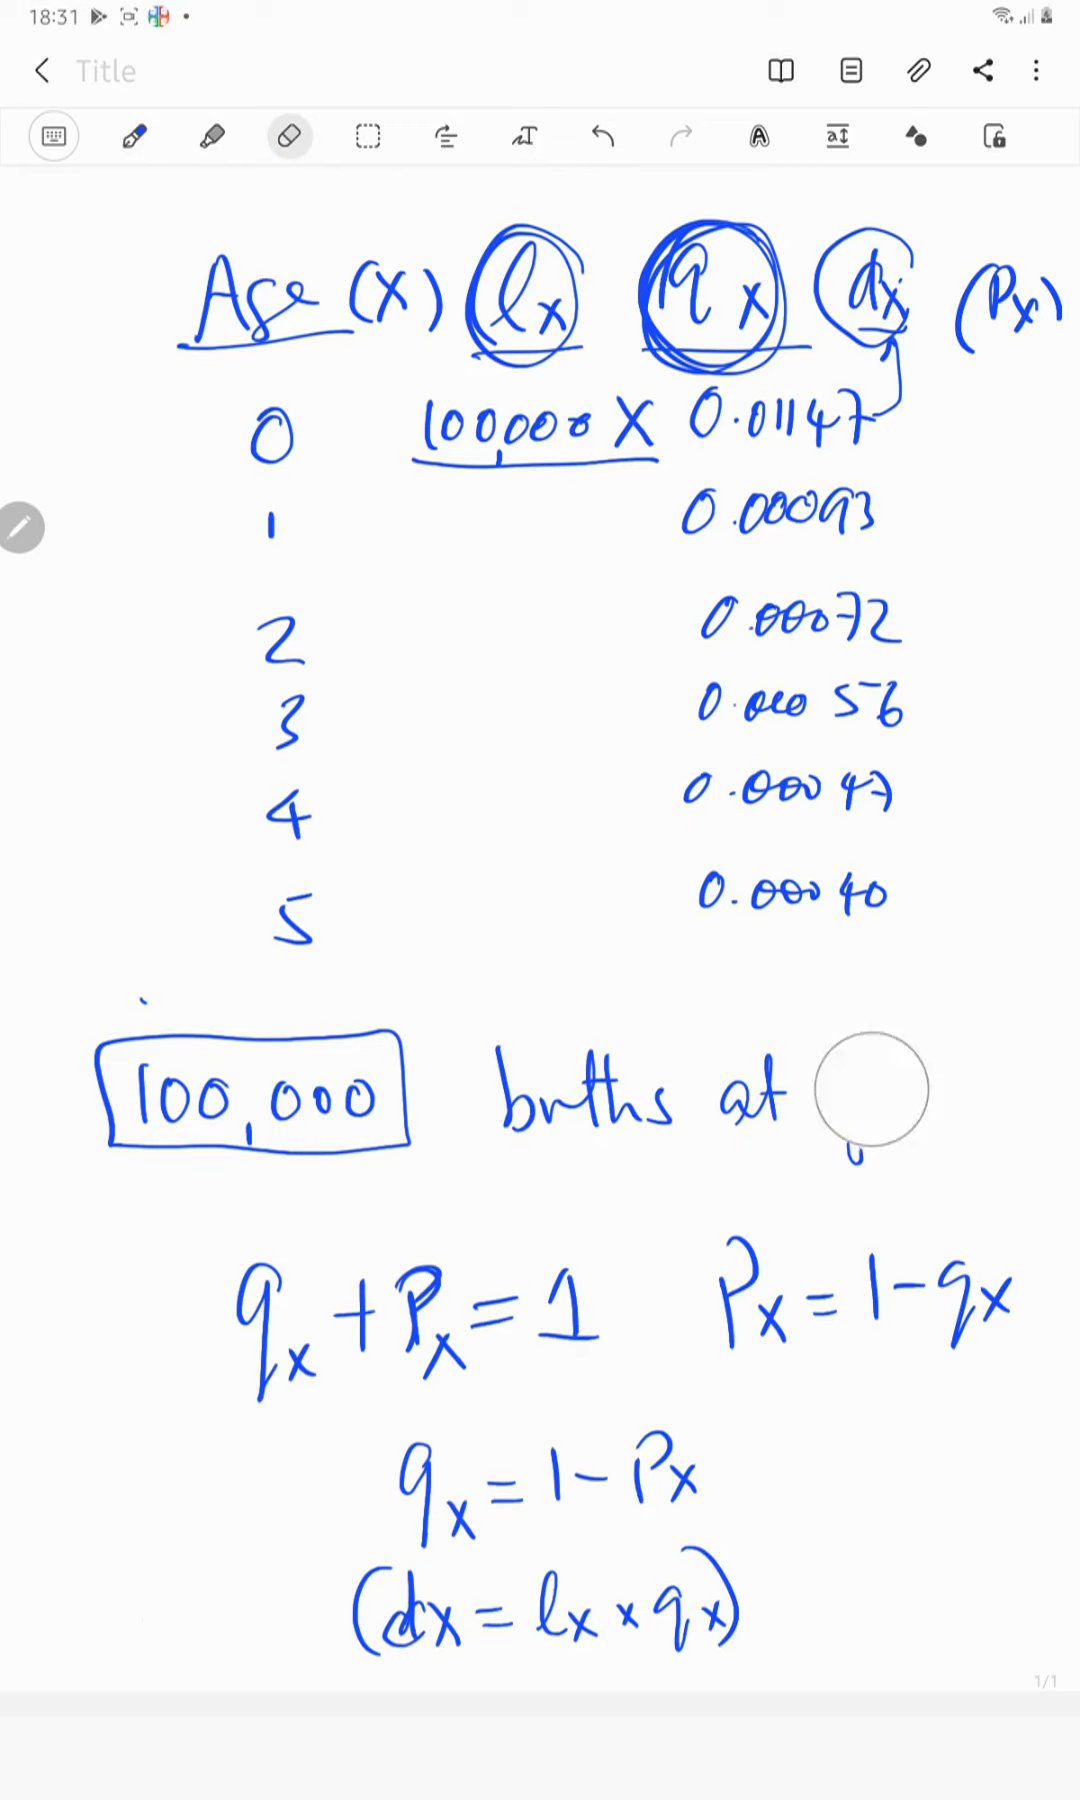 18:31
Title
Age (x) lx qx dx (Px)
0 100,000 X 0.01147
1 0.00093
2 0.00072
3 0.00056
4 0.00047
5 0.00040
100,000 births at
qx + Px = 1 Px = 1 - qx
qx = 1 - Px
(dx = lx x qx)
1/1